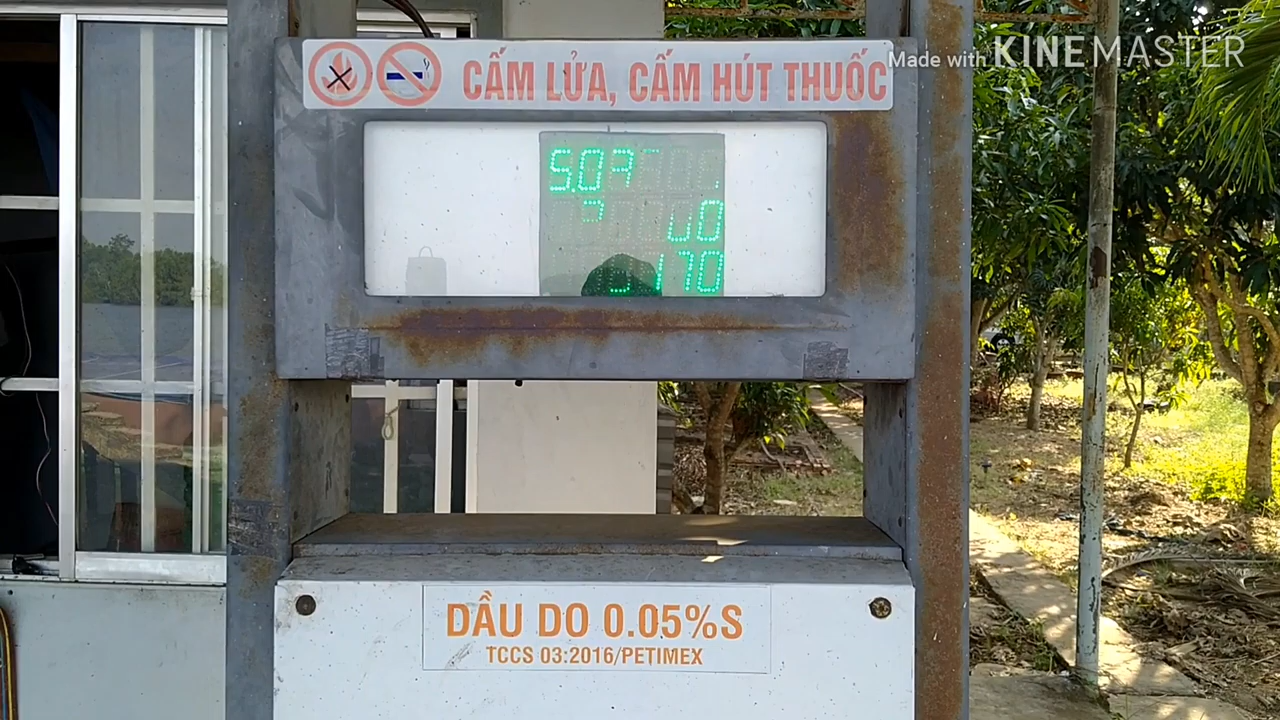 Made with KINEMASTER
CẤM LỬA, CẤM HÚT THUỐC
DẦU DO 0.05%S
TCCS 03:2016/PETIMEX